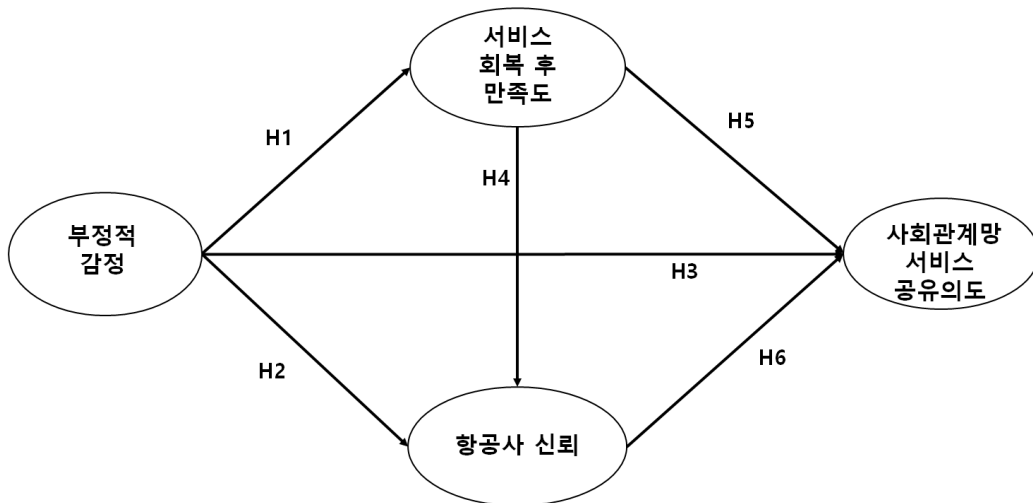 서비스
회복 후
만족도
H1
H5
H4
부정적
감정
사회관계망
서비스
공유의도
H3
H2
H6
항공사 신뢰